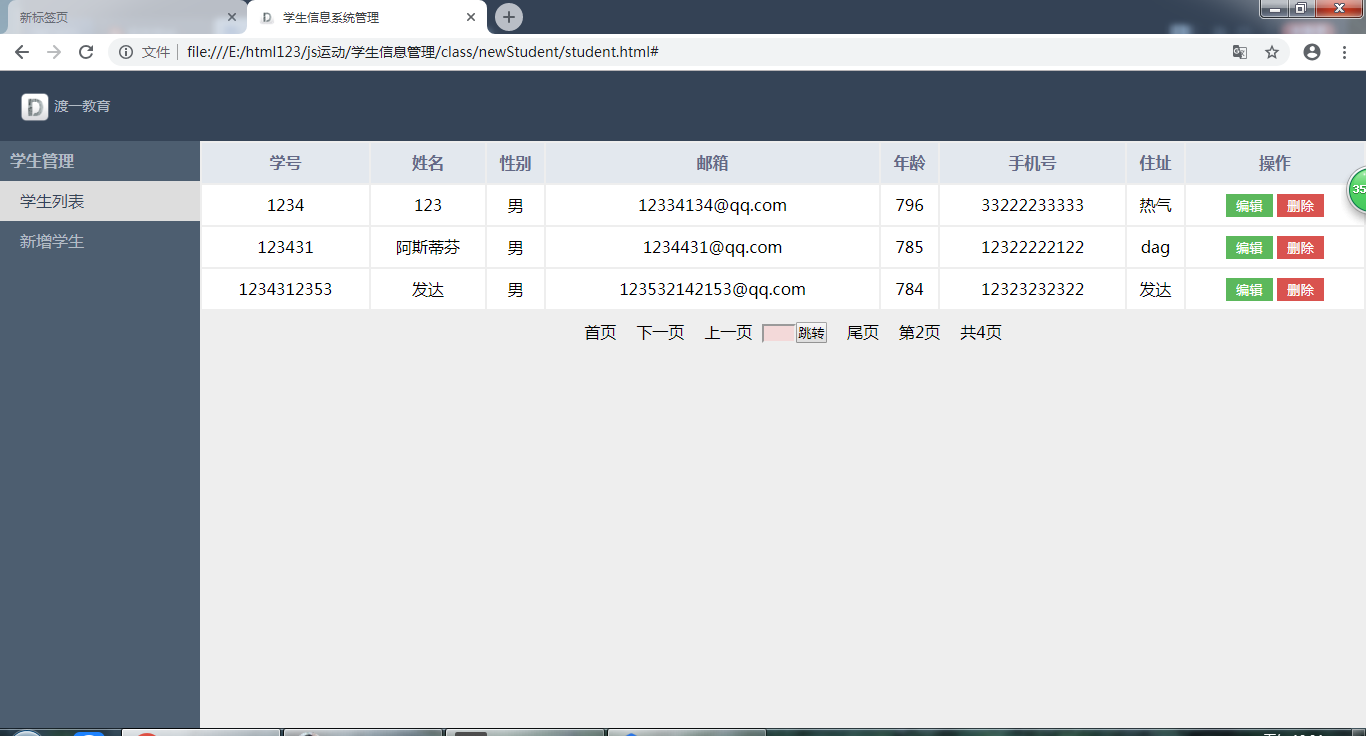 新标签页
学生信息系统管理
文件 file:///E:/html123/js运动/学生信息管理/class/newStudent/student.html#
D 渡一教育
学生管理
学生列表
新增学生
学号 姓名 性别 邮箱 年龄 手机号 住址 操作
1234 123 男 12334134@qq.com 796 33222233333 热气 编辑 删除
123431 阿斯蒂芬 男 1234431@qq.com 785 12322222122 dag 编辑 删除
1234312353 发达 男 123532142153@qq.com 784 12323232322 发达 编辑 删除
首页 下一页 上一页 跳转 尾页 第2页 共4页
35